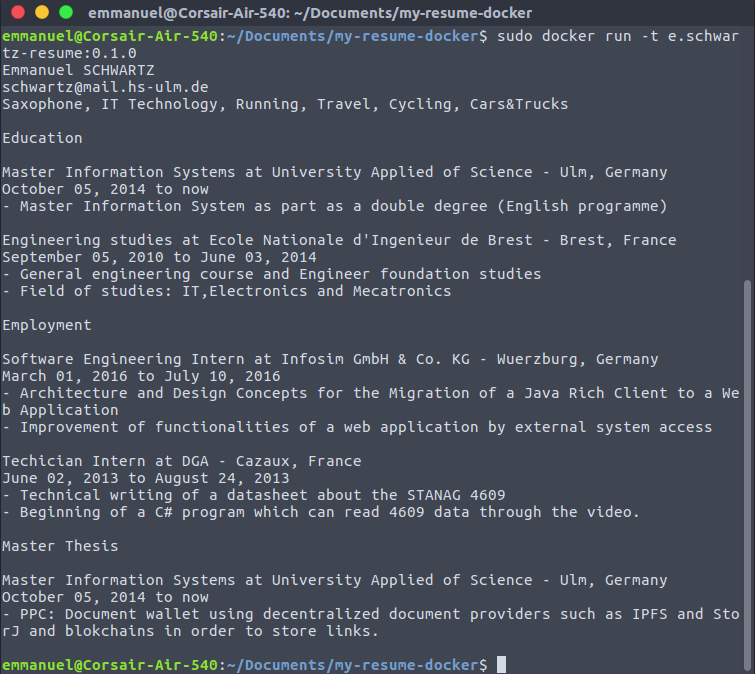 emmanuel@Corsair-Air-540: ~/Documents/my-resume-docker
emmanuel@Corsair-Air-540:~/Documents/my-resume-docker$ sudo docker run -t e.schwar
tz-resume:0.1.0
Emmanuel SCHWARTZ
schwartz@mail.hs-ulm.de
Saxophone, IT Technology, Running, Travel, Cycling, Cars&Trucks
Education
Master Information Systems at University Applied of Science - Ulm, Germany
October 05, 2014 to now
- Master Information System as part as a double degree (English programme)
Engineering studies at Ecole Nationale d'Ingenieur de Brest - Brest, France
September 05, 2010 to June 03, 2014
- General engineering course and Engineer foundation studies
- Field of studies: IT,Electronics and Mecatronics
Employment
Software Engineering Intern at Infosim GmbH & Co. KG - Wuerzburg, Germany
March 01, 2016 to July 10, 2016
- Architecture and Design Concepts for the Migration of a Java Rich Client to a We
b Application
- Improvement of functionalities of a web application by external system access
Techician Intern at DGA - Cazaux, France
June 02, 2013 to August 24, 2013
- Technical writing of a datasheet about the STANAG 4609
- Beginning of a C# program which can read 4609 data through the video.
Master Thesis
Master Information Systems at University Applied of Science - Ulm, Germany
October 05, 2014 to now
- PPC: Document wallet using decentralized document providers such as IPFS and Sto
rJ and blokchains in order to store links.
emmanuel@Corsair-Air-540:~/Documents/my-resume-docker$